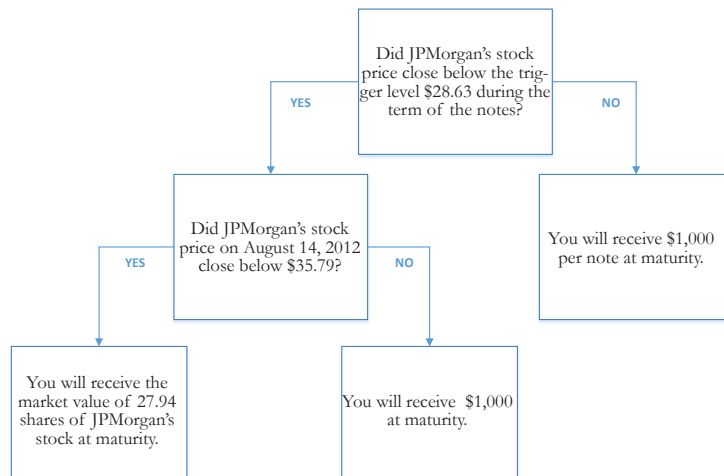 Did JPMorgan's stock
price close below the trig-
ger level $28.63 during the
term of the notes?
YES
NO
Did JPMorgan's stock
price on August 14, 2012
close below $35.79?
You will receive $1,000
per note at maturity.
YES
NO
You will receive the
market value of 27.94
shares of JPMorgan's
stock at maturity.
You will receive $1,000
at maturity.